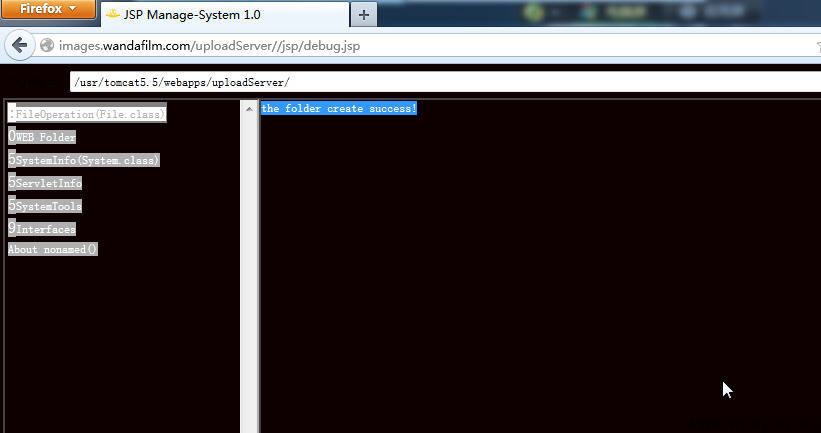 Firefox
JSP Manage-System 1.0
images.wandafilm.com/uploadServer//jsp/debug.jsp
/usr/tomcat5.5/webapps/uploadServer/
:FileOperation(File.class)
the folder create success!
0WEB Folder
5SystemInfo(System.class)
5ServletInfo
5SystemTools
9Interfaces
About nonamed()